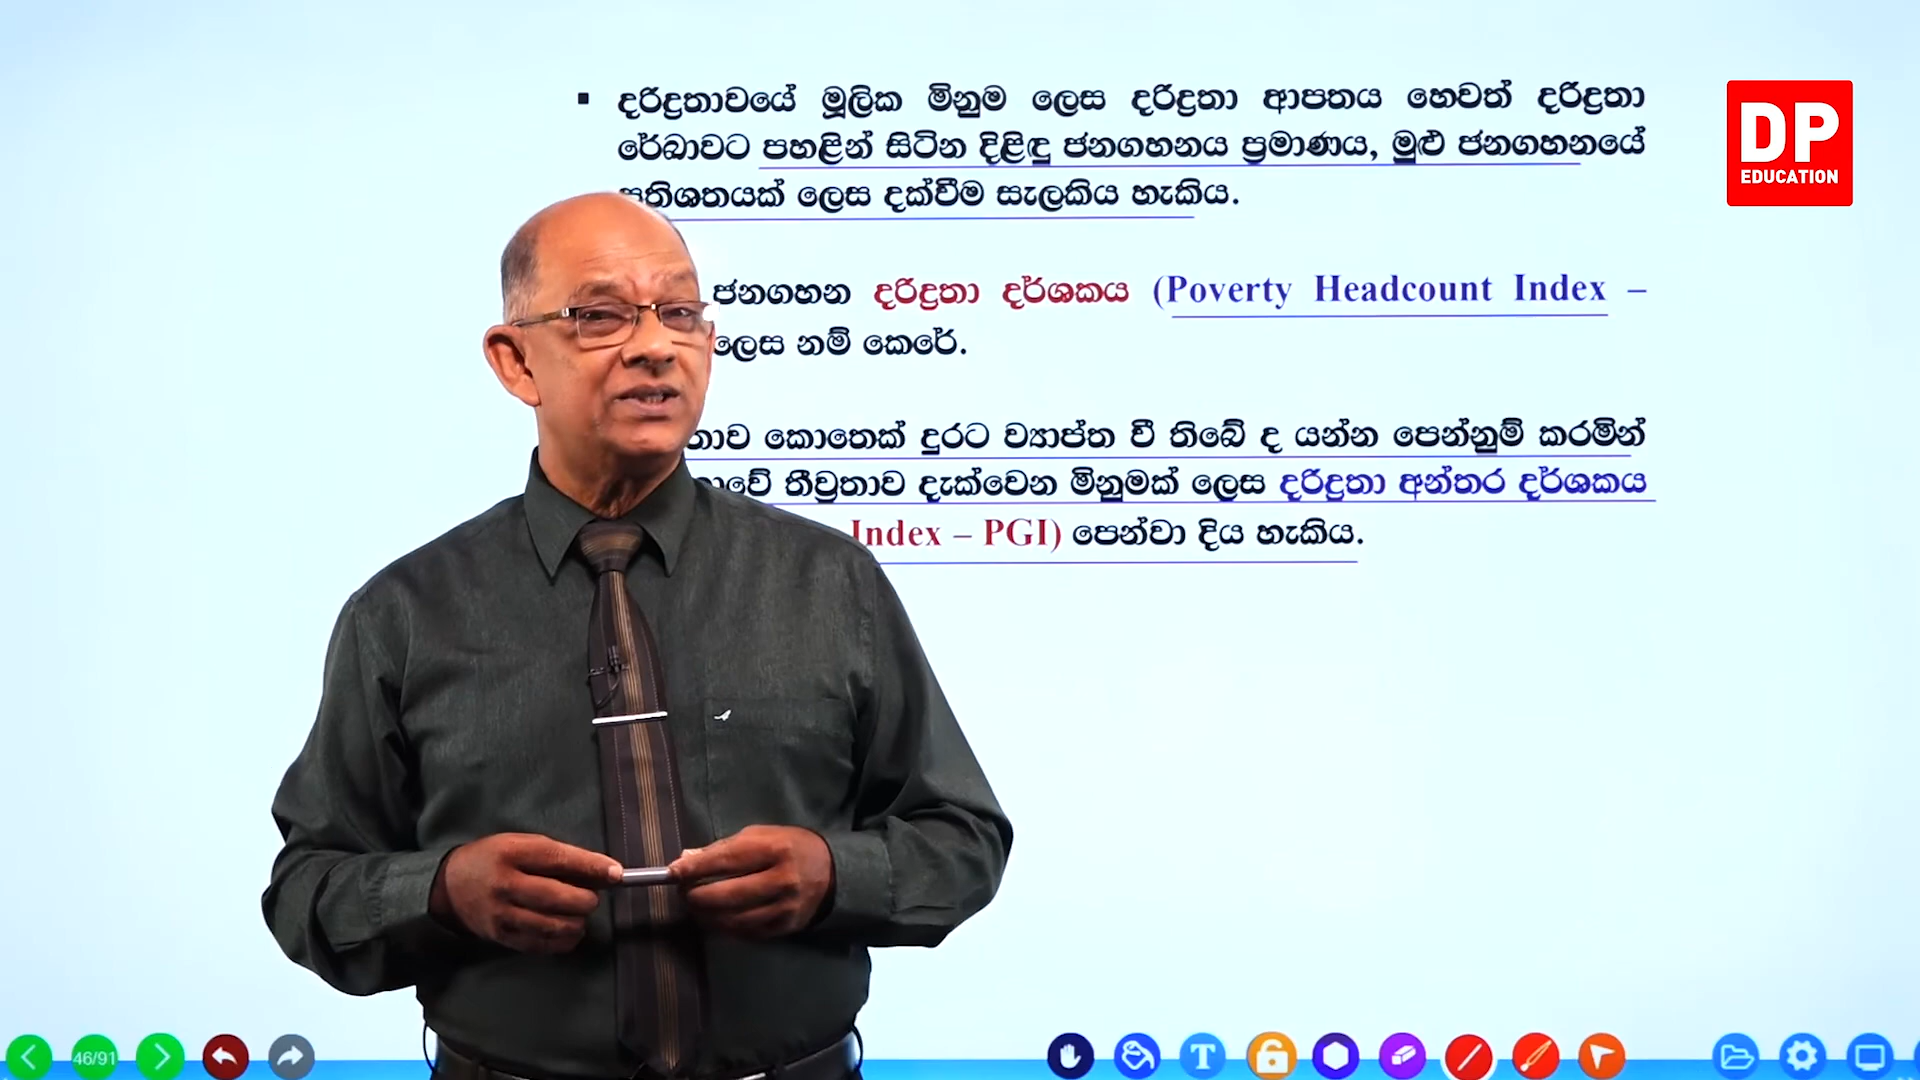 ▪ දරිද්‍රතාවයේ මූලික මිනුම ලෙස දරිද්‍රතා ආපතය හෙවත් දරිද්‍රතා
රේඛාවට පහළින් සිටින දිළිඳු ජනගහනය ප්‍රමාණය, මුළු ජනගහනයේ
ප්‍රතිශතයක් ලෙස දක්වීම සැලකිය හැකිය.
ජනගහන දරිද්‍රතා දර්ශකය (Poverty Headcount Index –
ලෙස නම් කෙරේ.
කොතෙක් දුරට ව්‍යාප්ත වී තිබේ ද යන්න පෙන්නුම් කරමින්
තීව්‍රතාව දැක්වෙන මිනුමක් ලෙස දරිද්‍රතා අන්තර දර්ශකය
Index – PGI) පෙන්වා දිය හැකිය.
DP
EDUCATION
46/91
T